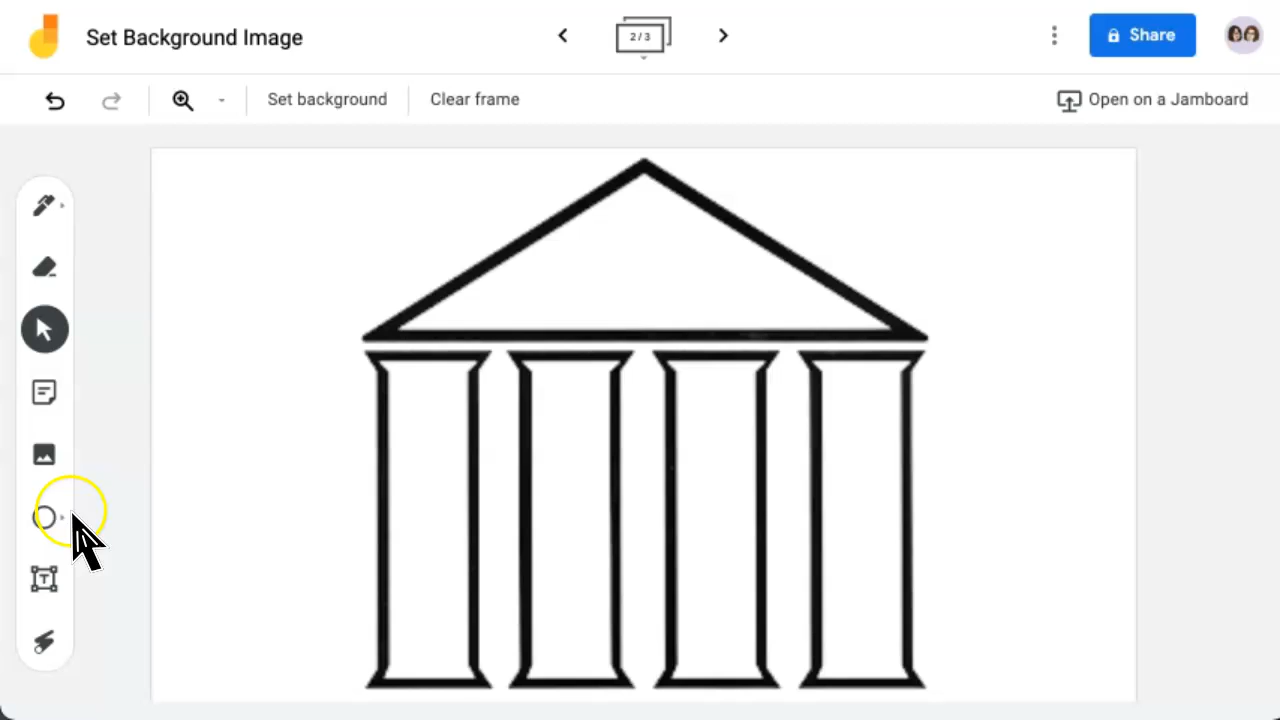 Set Background Image
2/3
Share
Set background
Clear frame
Open on a Jamboard
T